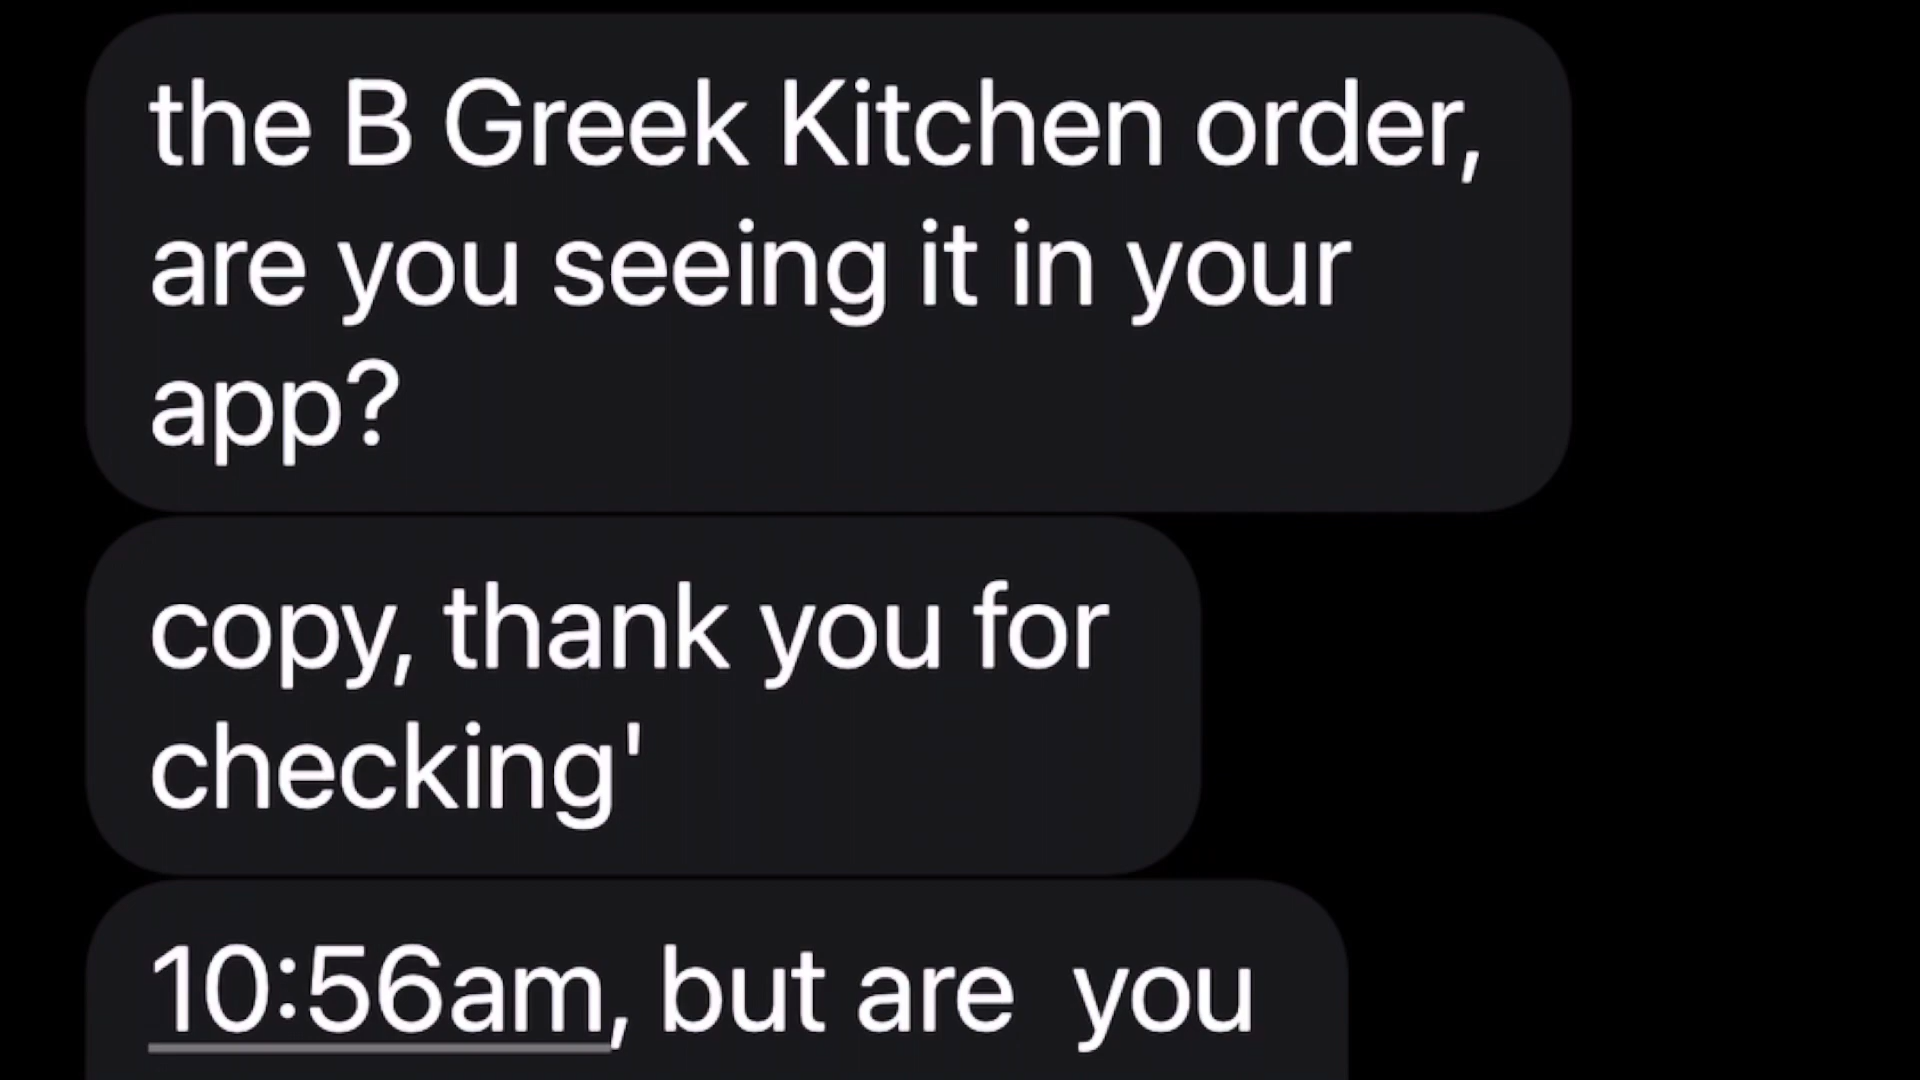 the B Greek Kitchen order,
are you seeing it in your
app?
copy, thank you for
checking'
10:56am, but are  you